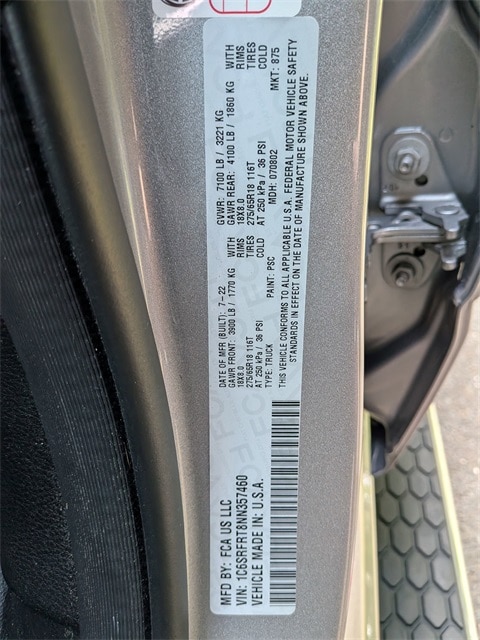 MFD BY: FCA US LLC
VIN: 1C6SRFRT8NN357460
VEHICLE MADE IN: U.S.A.
DATE OF MFR (BUILT): 7-22
GAWR FRONT: 3900 LB / 1770 KG WITH
18X8.0 RIMS
275/65R18 116T TIRES
AT 250 kPa / 36 PSI COLD
TYPE: TRUCK PAINT: PSC
GVWR: 7100 LB / 3221 KG
GAWR REAR: 4100 LB / 1860 KG WITH
18X8.0 RIMS
275/65R18 116T TIRES
AT 250 kPa / 36 PSI COLD
MDH: 070802 MKT: 875
THIS VEHICLE CONFORMS TO ALL APPLICABLE U.S.A. FEDERAL MOTOR VEHICLE SAFETY
STANDARDS IN EFFECT ON THE DATE OF MANUFACTURE SHOWN ABOVE.